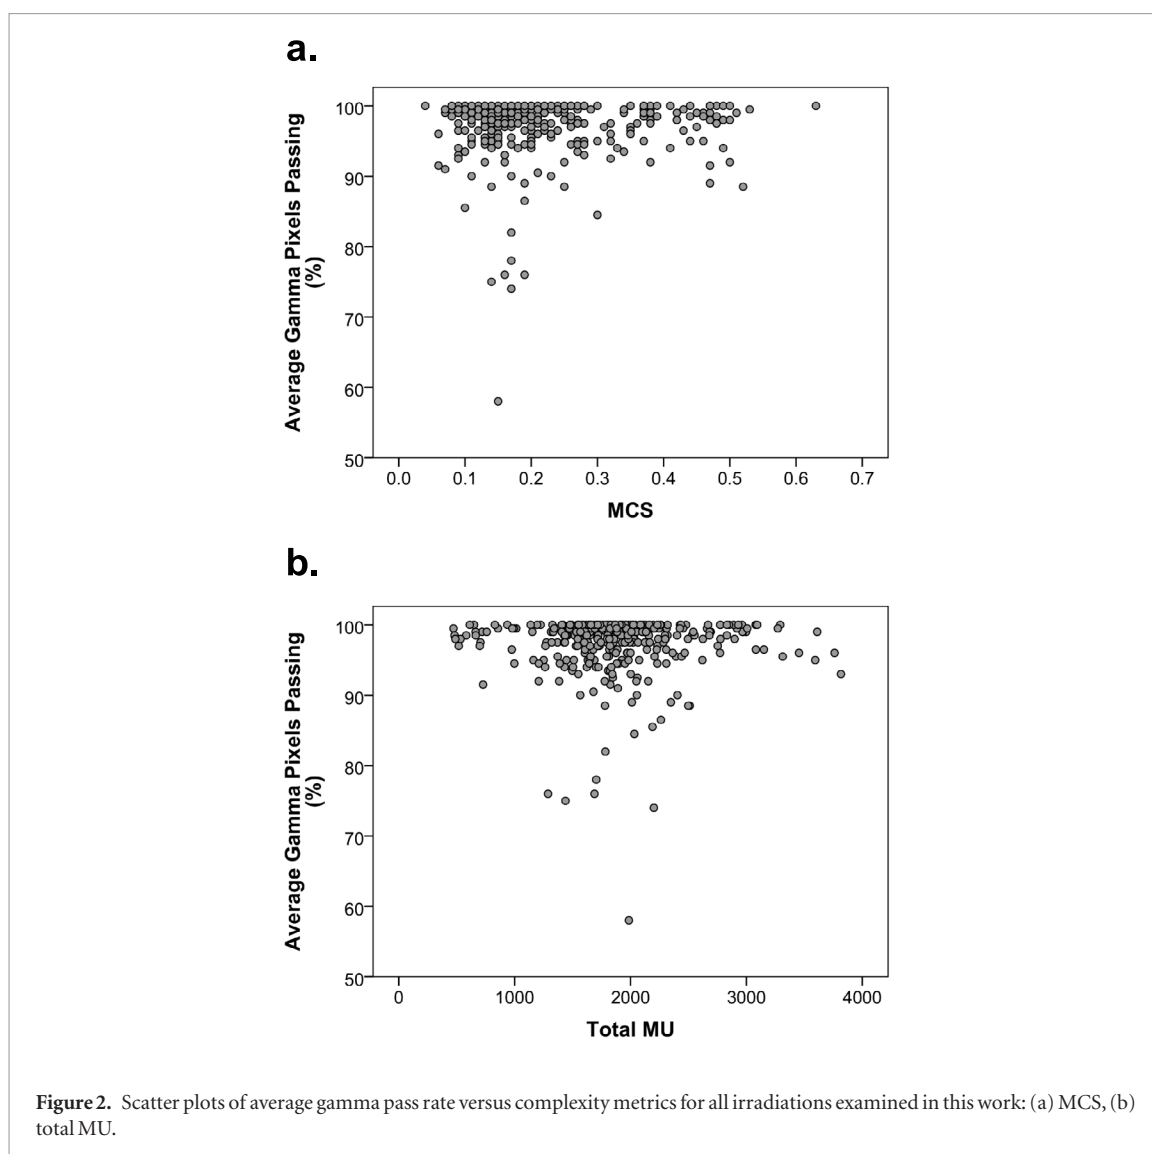 a.
Average Gamma Pixels Passing
(%)
100
90
80
70
60
50
0.0 0.1 0.2 0.3 0.4 0.5 0.6 0.7
MCS
b.
Average Gamma Pixels Passing
(%)
100
90
80
70
60
50
0 1000 2000 3000 4000
Total MU
Figure 2. Scatter plots of average gamma pass rate versus complexity metrics for all irradiations examined in this work: (a) MCS, (b)
total MU.